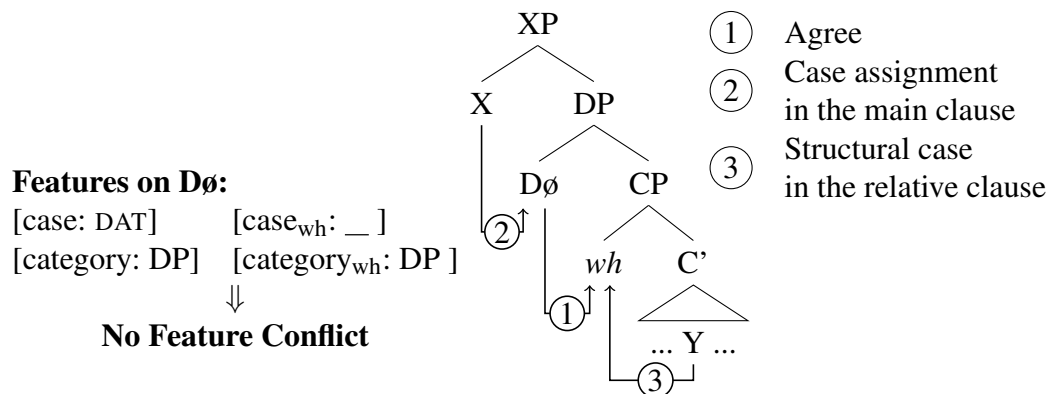 XP
X DP
Dø CP
wh C’
... Y ...
2
1
3
1 Agree
2 Case assignment
in the main clause
3 Structural case
in the relative clause
Features on Dø:
[case: DAT] [casewh: __ ]
[category: DP] [categorywh: DP ]
⇓
No Feature Conflict